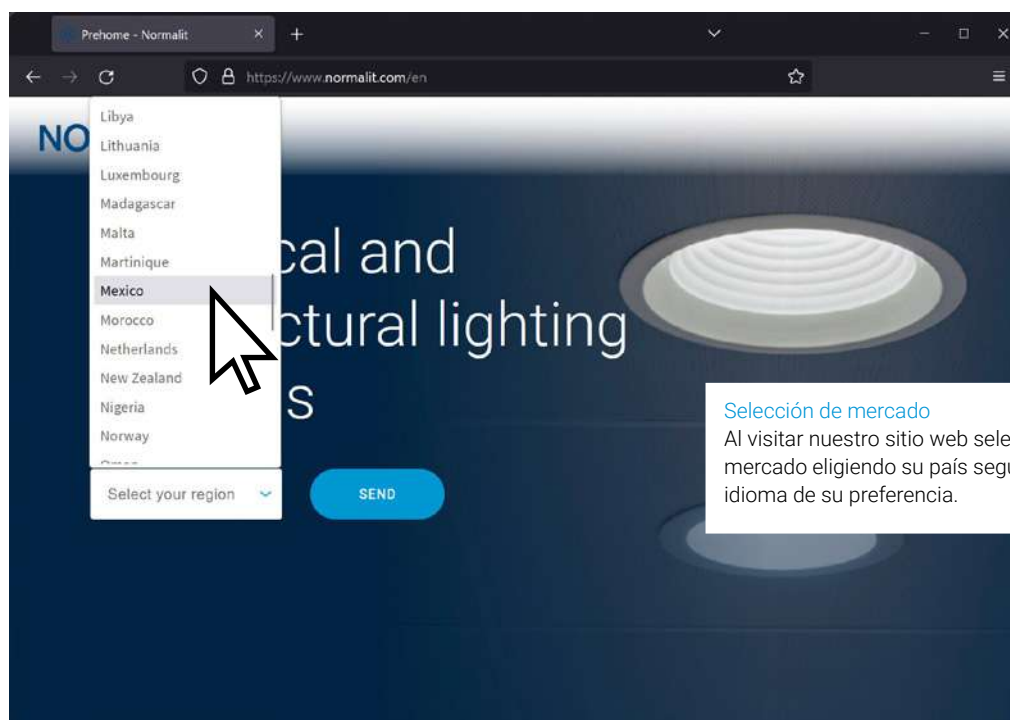 Prehome - Normalit
https://www.normalit.com/en
NO
Libya
Lithuania
Luxembourg
Madagascar
Malta
Martinique
Mexico
Morocco
Netherlands
New Zealand
Nigeria
Norway
cal and
ctural lighting
s
Select your region
SEND
Selección de mercado
Al visitar nuestro sitio web sele
mercado eligiendo su país segu
idioma de su preferencia.